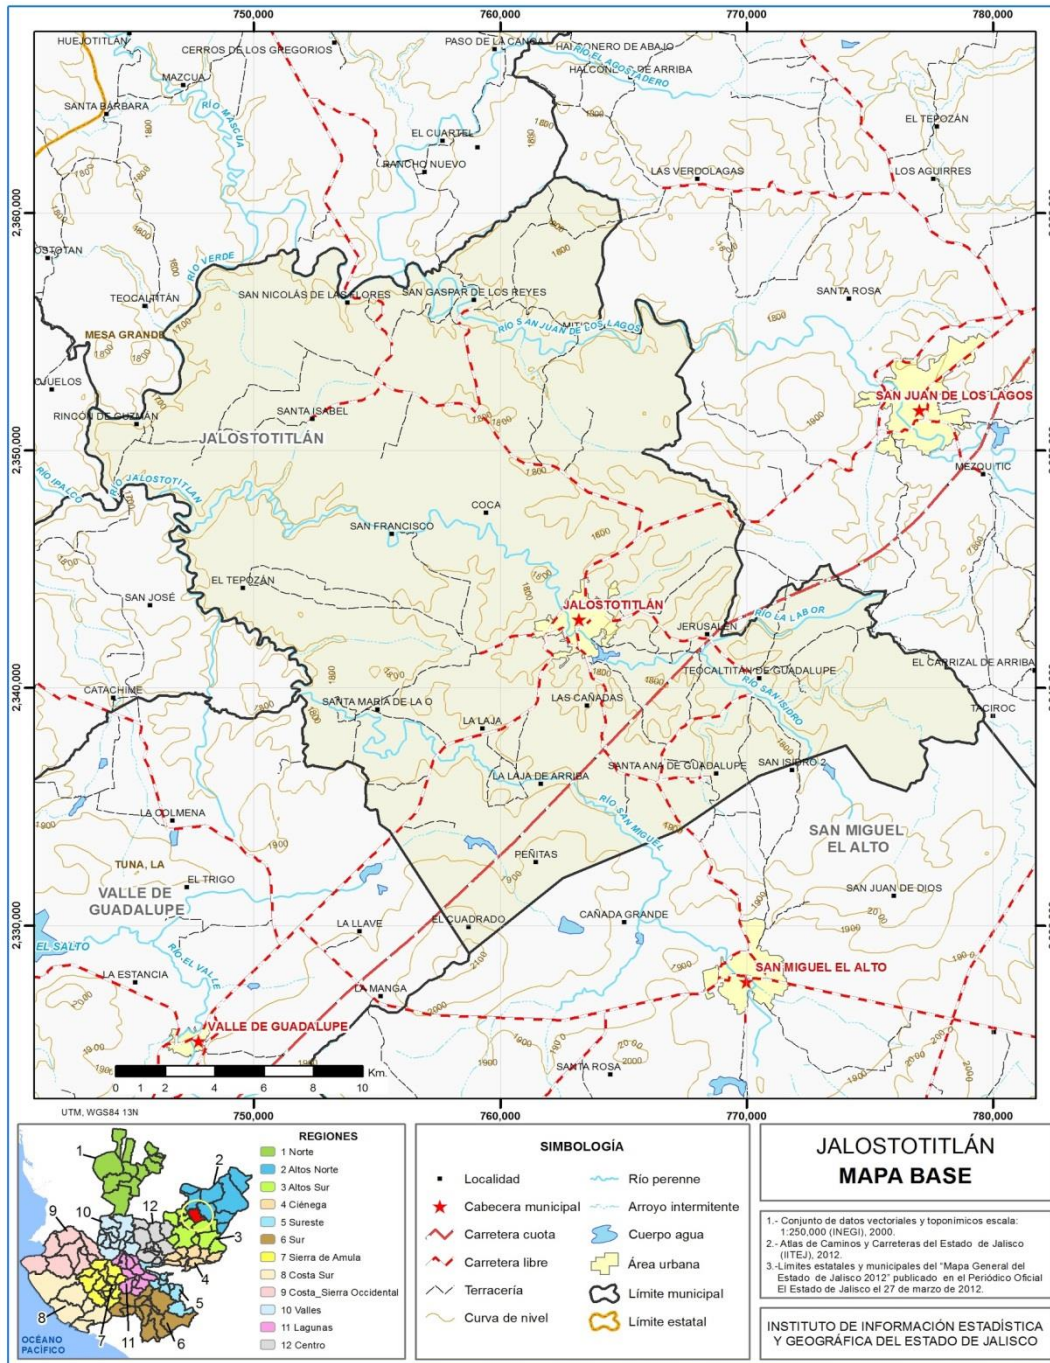 750,000
760,000
770,000
780,000
HUEJOTITLÁN
CERROS DE LOS GREGORIOS
PASO DE LA CANOA
HALCONERO DE ABAJO
RÍO EL AGOSTADERO
HALCONERO DE ARRIBA
MAZCUA
SANTA BÁRBARA
RÍO MASCUA
EL TEPOZÁN
EL CUARTEL
RANCHO NUEVO
LAS VERDOLAGAS
LOS AGUIRRES
2,360,000
RÍO VERDE
TEOCALTITÁN
SAN NICOLÁS DE LAS FLORES
SAN GASPAR DE LOS REYES
SANTA ROSA
MESA GRANDE
RÍO SAN JUAN DE LOS LAGOS
SAN JUAN DE LOS LAGOS
RINCÓN DE GUZMÁN
SANTA ISABEL
JALOSTOTITLÁN
2,350,000
RÍO IPALCO
RÍO JALOSTOTITLÁN
MEZQUITIC
COCA
SAN FRANCISCO
EL TEPOZÁN
SAN JOSÉ
JALOSTOTITLÁN
RÍO LA LABOR
JERUSALÉN
2,340,000
CATACHIME
TEOCALTITÁN DE GUADALUPE
EL CARRIZAL DE ARRIBA
RÍO SAN ISIDRO
SANTA MARÍA DE LA O
LAS CAÑADAS
TACIROC
LA LAJA
LA LAJA DE ARRIBA
SANTA ANA DE GUADALUPE
SAN ISIDRO 2
RÍO SAN MIGUEL
LA COLMENA
SAN MIGUEL
EL ALTO
TUNA, LA
PEÑITAS
EL TRIGO
SAN JUAN DE DIOS
VALLE DE
GUADALUPE
2,330,000
LA LLAVE
EL CUADRADO
CAÑADA GRANDE
EL SALTO
RÍO EL VALLE
LA ESTANCIA
LA MANGA
SAN MIGUEL EL ALTO
VALLE DE GUADALUPE
SANTA ROSA
0 1 2 4 6 8 10
Km.
UTM, WGS84 13N
750,000
760,000
770,000
780,000
REGIONES
1 Norte
2 Altos Norte
3 Altos Sur
4 Ciénega
5 Sureste
6 Sur
7 Sierra de Amula
8 Costa Sur
9 Costa_Sierra Occidental
10 Valles
11 Lagunas
12 Centro
OCÉANO
PACÍFICO
SIMBOLOGÍA
Localidad
Cabecera municipal
Carretera cuota
Carretera libre
Terracería
Curva de nivel
Río perenne
Arroyo intermitente
Cuerpo agua
Área urbana
Límite municipal
Límite estatal
JALOSTOTITLÁN
MAPA BASE
1.- Conjunto de datos vectoriales y toponimicos escala:
1:250,000 (INEGI), 2000.
2.- Atlas de Caminos y Carreteras del Estado de Jalisco
(IITEJ), 2012.
3.-Limites estatales y municipales del "Mapa General del
Estado de Jalisco 2012" publicado en el Periódico Oficial
El Estado de Jalisco el 27 de marzo de 2012.
INSTITUTO DE INFORMACIÓN ESTADÍSTICA
Y GEOGRÁFICA DEL ESTADO DE JALISCO